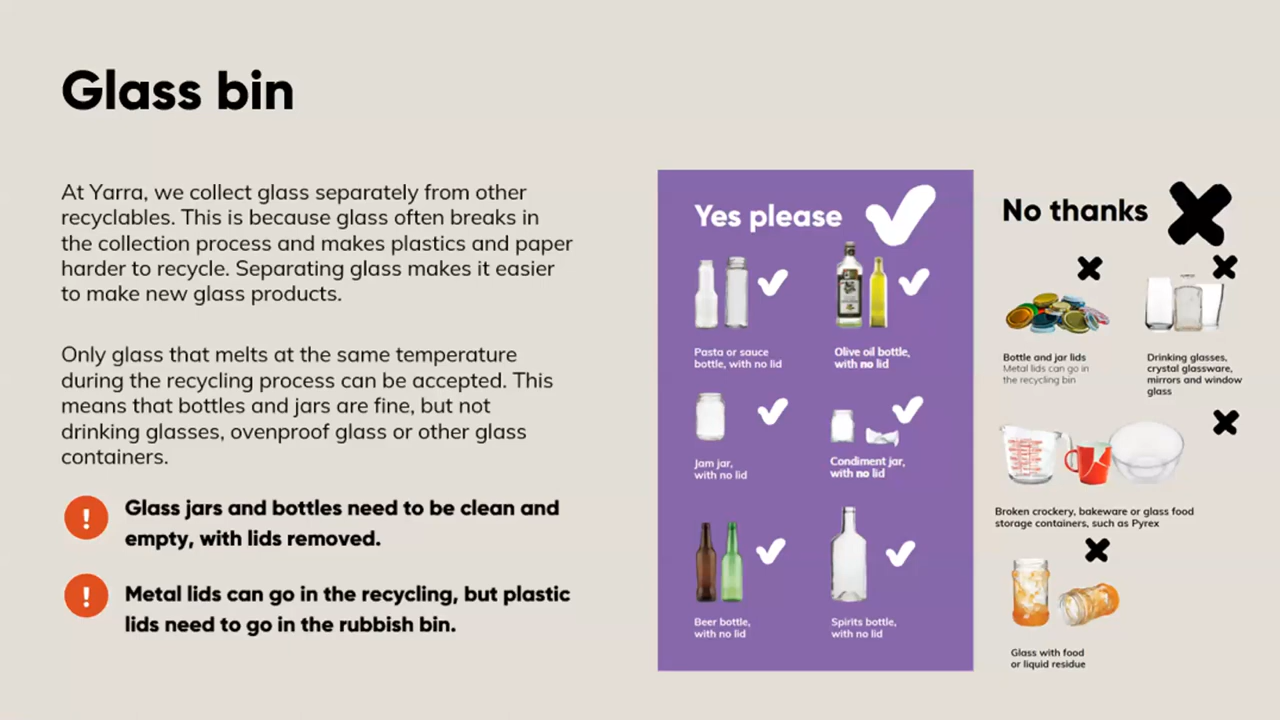 Glass bin
At Yarra, we collect glass separately from other
recyclables. This is because glass often breaks in
the collection process and makes plastics and paper
harder to recycle. Separating glass makes it easier
to make new glass products.
Only glass that melts at the same temperature
during the recycling process can be accepted. This
means that bottles and jars are fine, but not
drinking glasses, ovenproof glass or other glass
containers.
! Glass jars and bottles need to be clean and
empty, with lids removed.
! Metal lids can go in the recycling, but plastic
lids need to go in the rubbish bin.
Yes please
Pasta or sauce
bottle, with no lid
Olive oil bottle,
with no lid
Jam jar,
with no lid
Condiment jar,
with no lid
Beer bottle,
with no lid
Spirits bottle,
with no lid
No thanks
Bottle and jar lids
Metal lids can go in
the recycling bin
Drinking glasses,
crystal glassware,
mirrors and window
glass
Broken crockery, bakeware or glass food
storage containers, such as Pyrex
Glass with food
or liquid residue